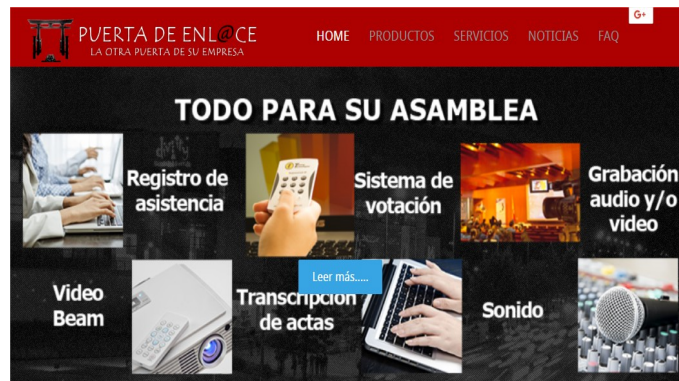 G+
PUERTA DE ENL@CE
LA OTRA PUERTA DE SU EMPRESA
HOME PRODUCTOS SERVICIOS NOTICIAS FAQ
TODO PARA SU ASAMBLEA
Registro de
asistencia
Sistema de
votación
Grabación
audio y/o
video
Video
Beam
Transcripción
de actas
Leer más.....
Sonido